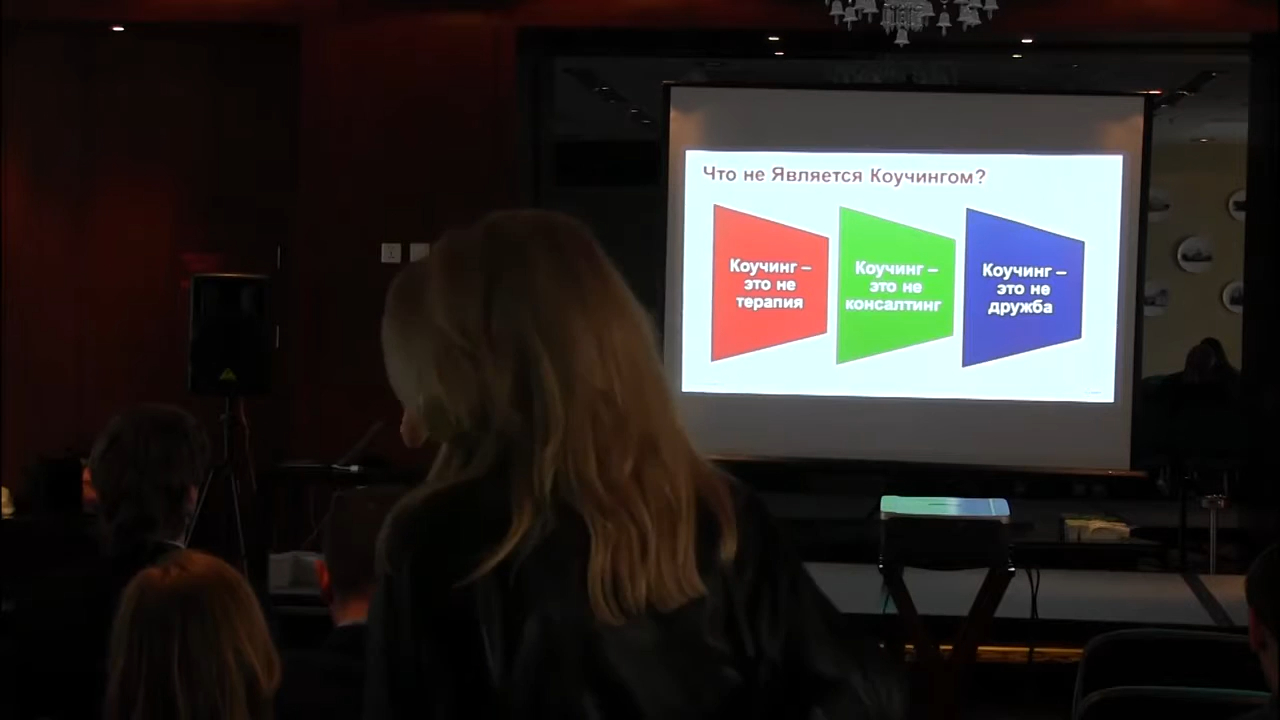 Что не Является Коучингом?
Коучинг –
это не
терапия
Коучинг –
это не
консалтинг
Коучинг –
это не
дружба